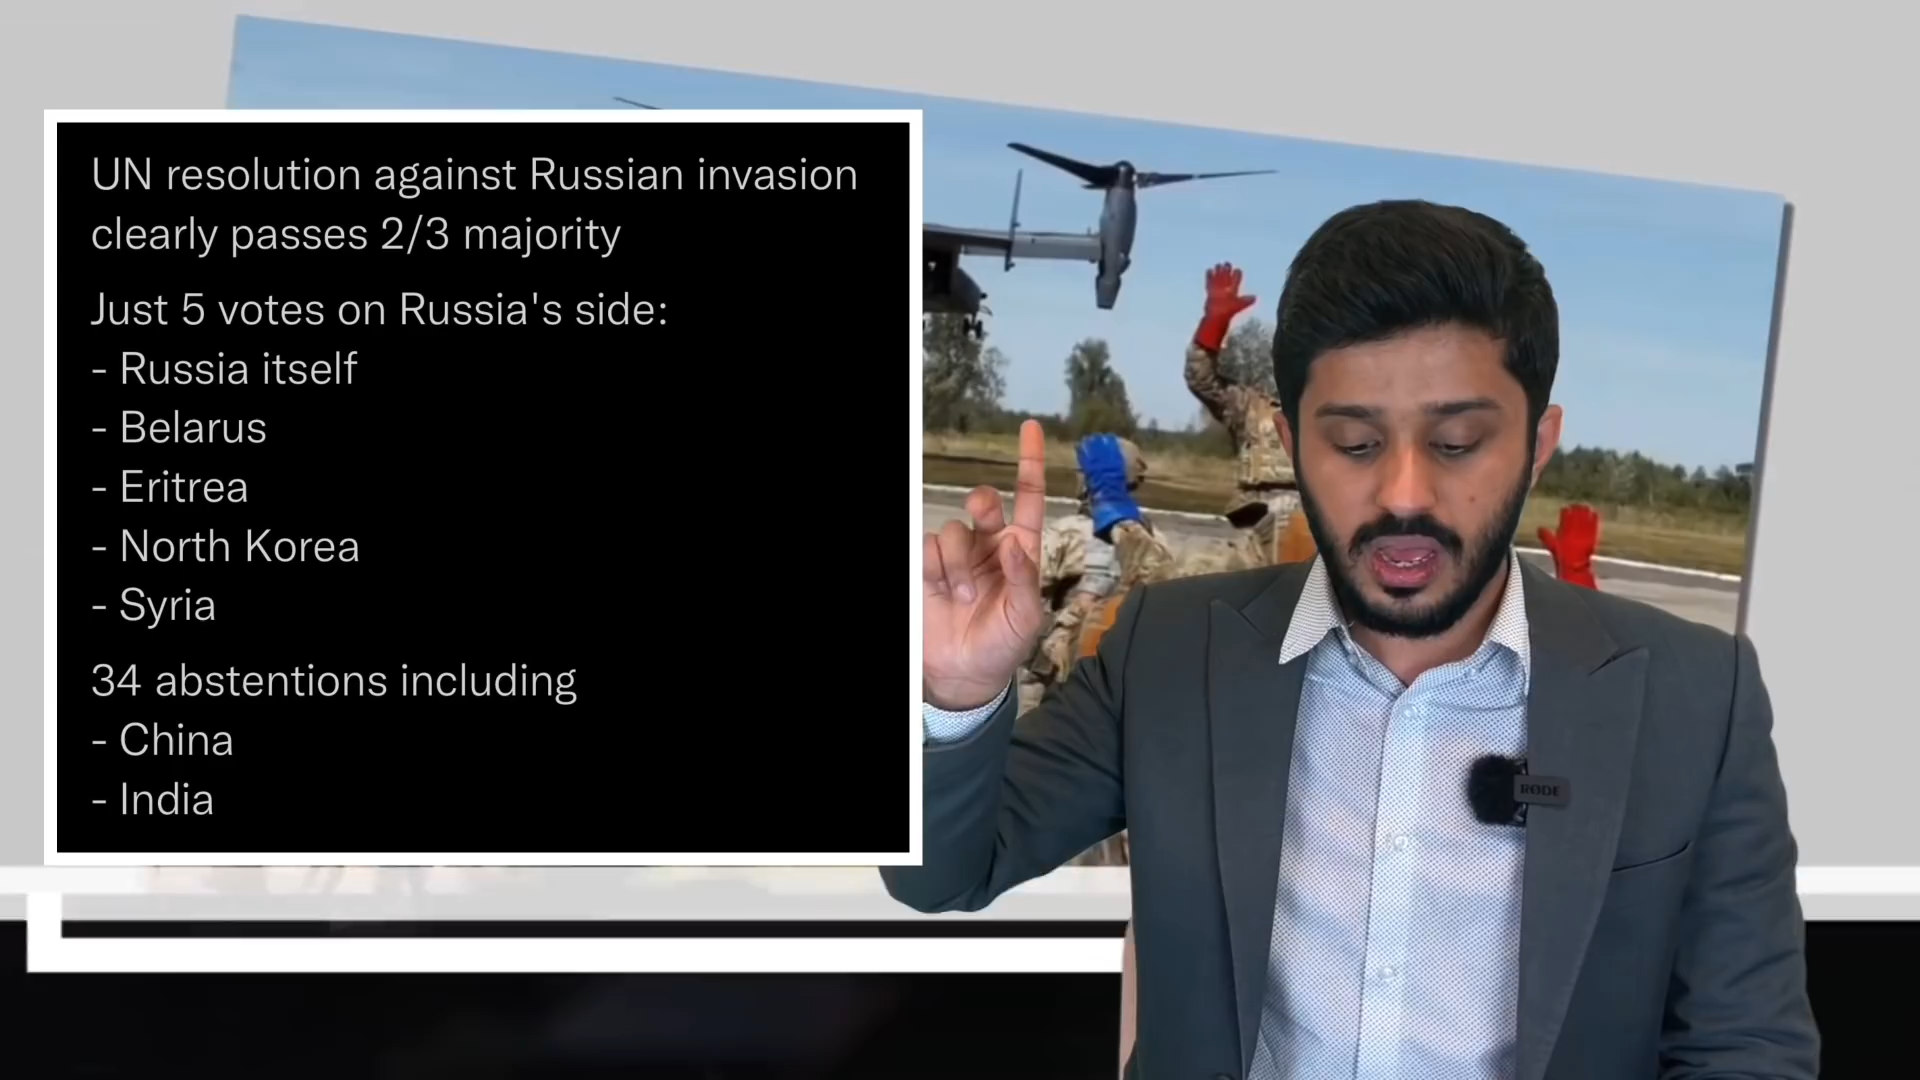 UN resolution against Russian invasion
clearly passes 2/3 majority
Just 5 votes on Russia's side:
- Russia itself
- Belarus
- Eritrea
- North Korea
- Syria
34 abstentions including
- China
- India
RØDE